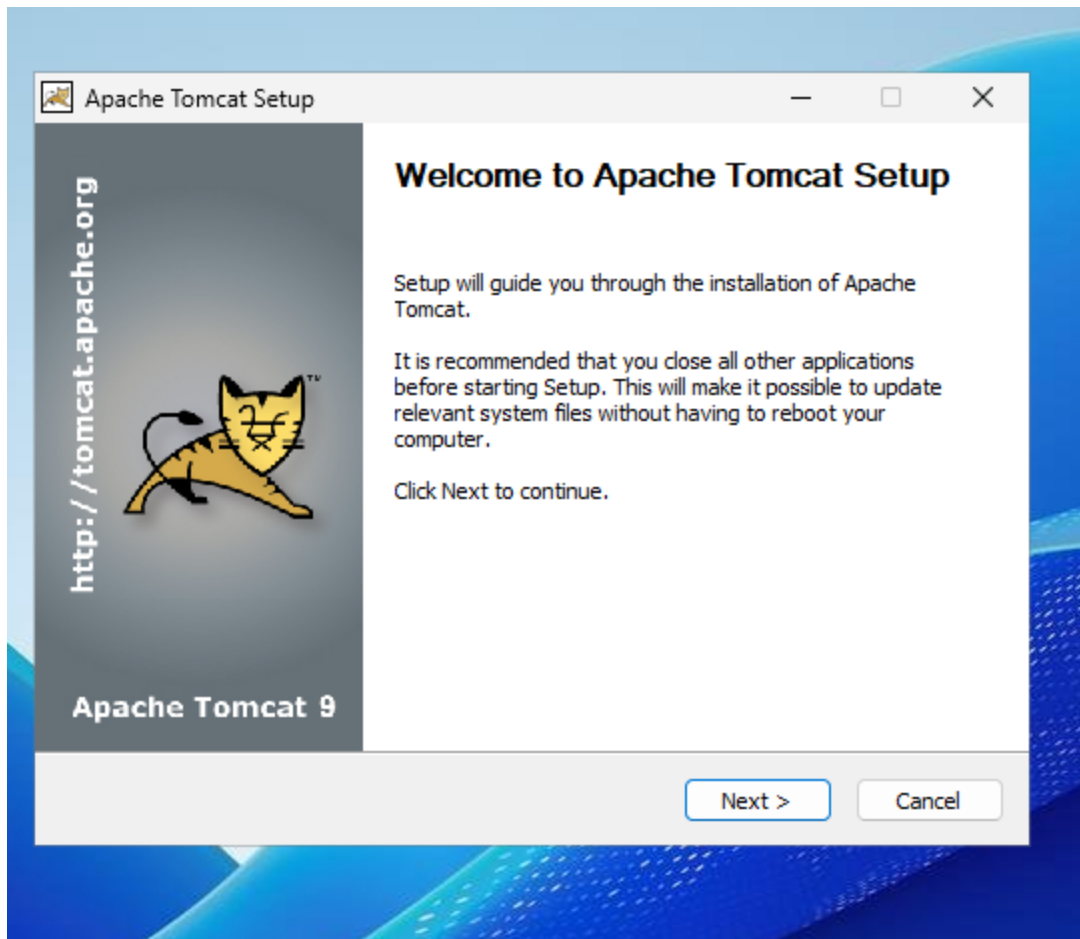 Apache Tomcat Setup
http://tomcat.apache.org
TM
Apache Tomcat 9
Welcome to Apache Tomcat Setup
Setup will guide you through the installation of Apache
Tomcat.
It is recommended that you close all other applications
before starting Setup. This will make it possible to update
relevant system files without having to reboot your
computer.
Click Next to continue.
Next >
Cancel